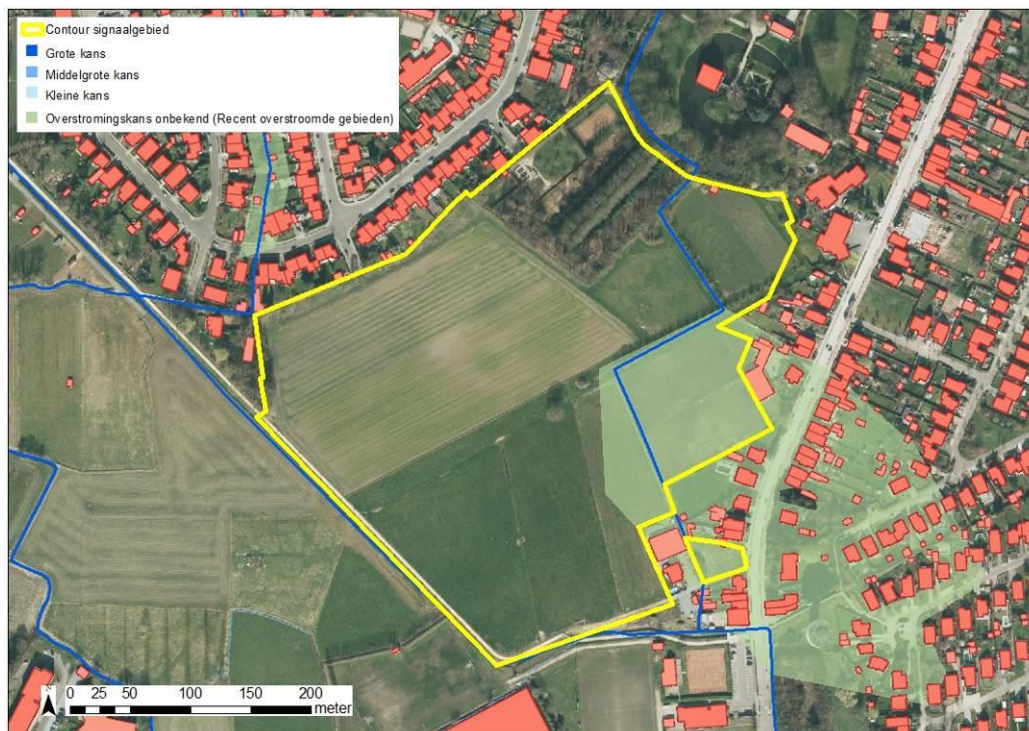 Contour signaalgebied
Grote kans
Middelgrote kans
Kleine kans
Overstromingskans onbekend (Recent overstroomde gebieden)
0 25 50 100 150 200
meter